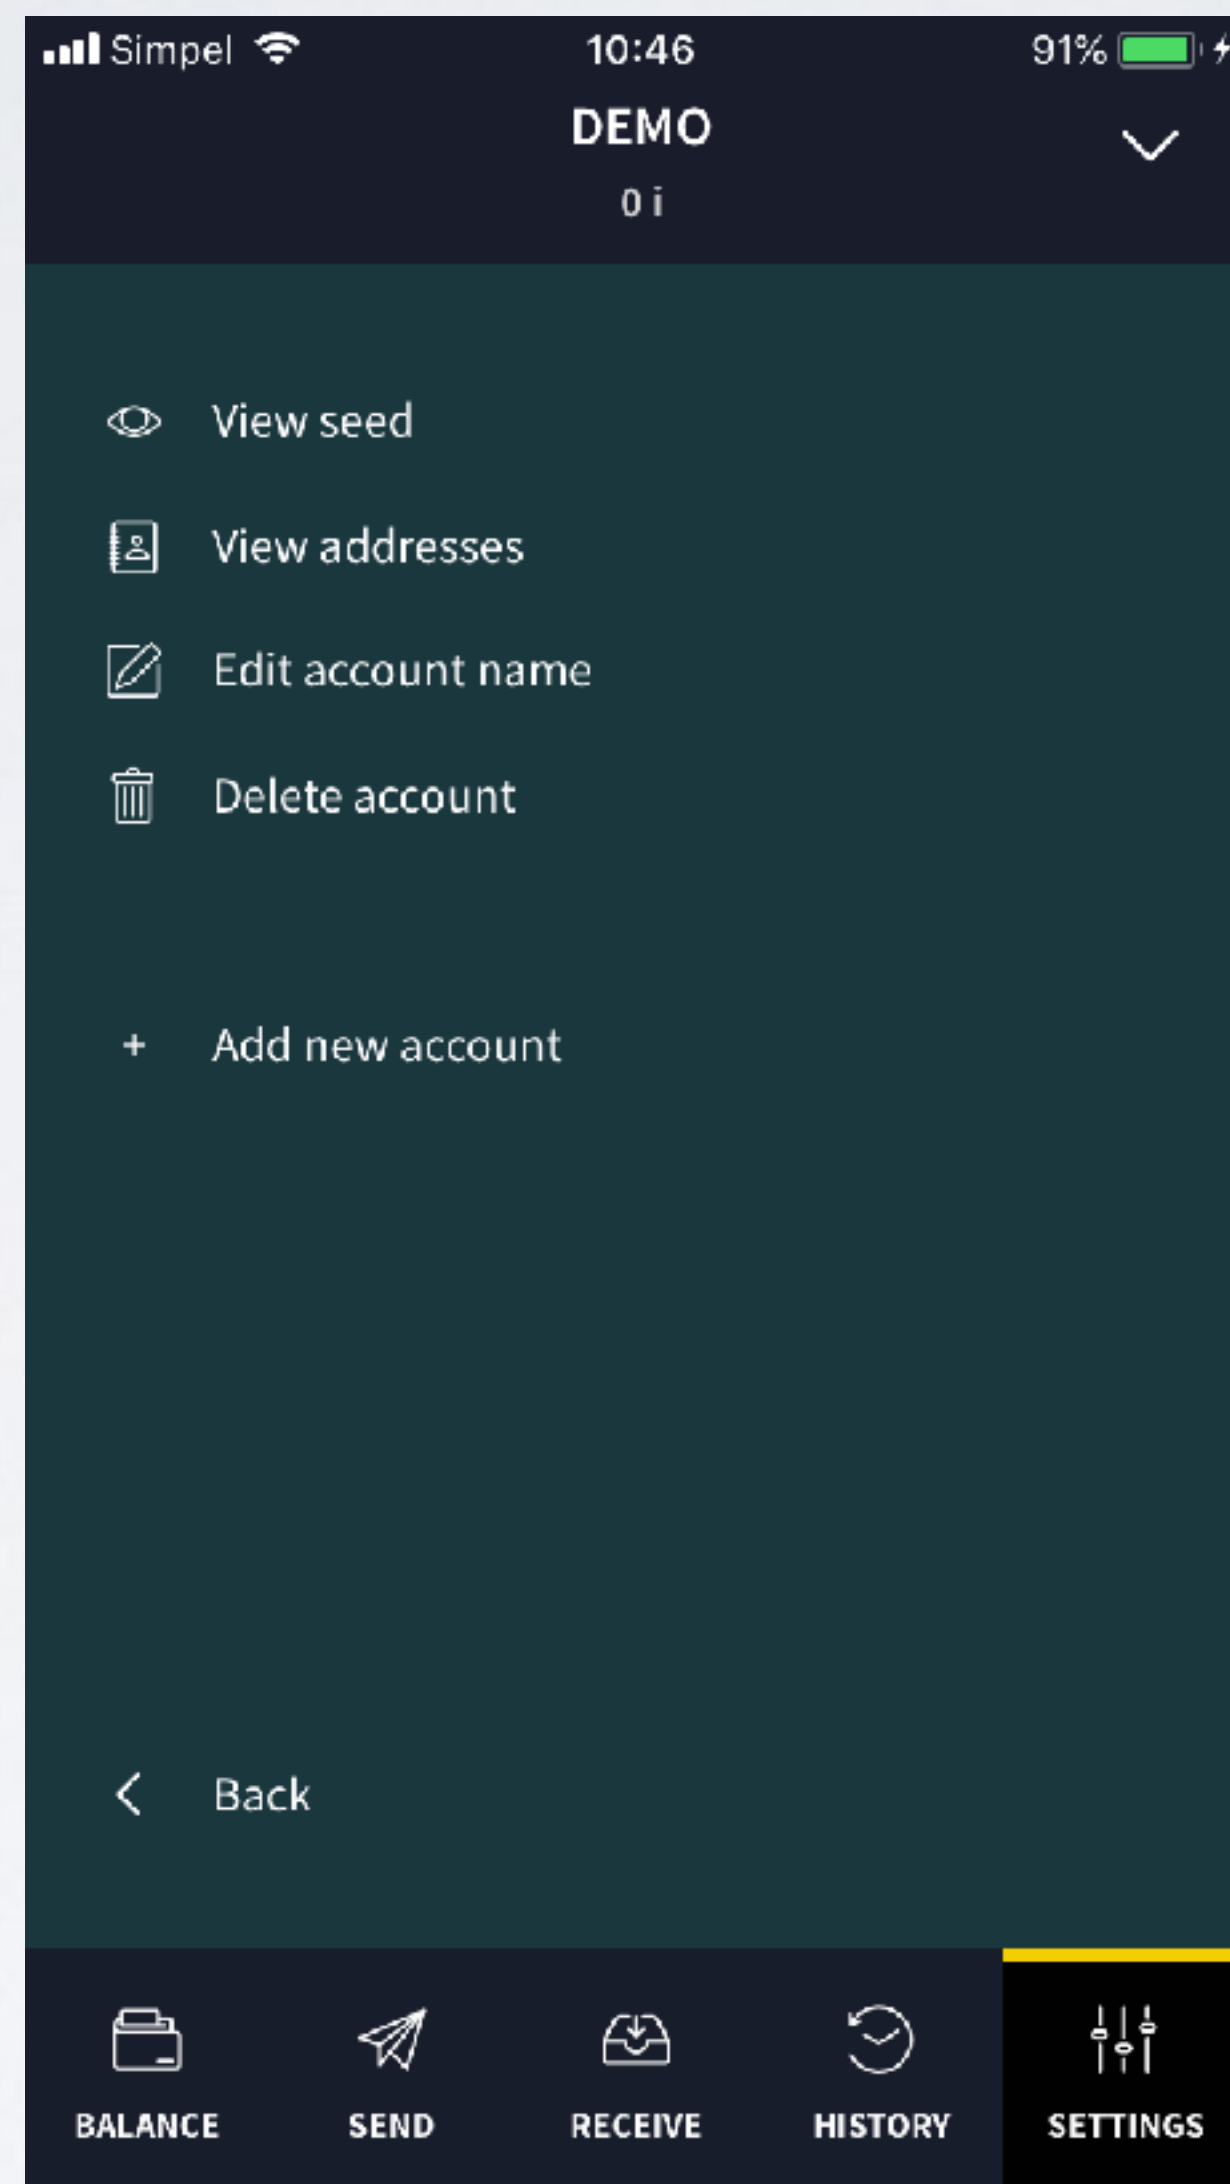 Simpel 10:46 91%
DEMO
0 i
View seed
View addresses
Edit account name
Delete account
+ Add new account
Back
BALANCE SEND RECEIVE HISTORY SETTINGS